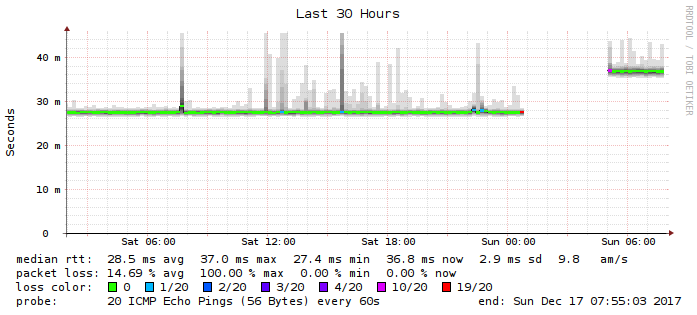 Last 30 Hours
RRDTOOL / TOBI OETIKER
Seconds
40 m
30 m
20 m
10 m
0
Sat 06:00 Sat 12:00 Sat 18:00 Sun 00:00 Sun 06:00
median rtt: 28.5 ms avg 37.0 ms max 27.4 ms min 36.8 ms now 2.9 ms sd 9.8 am/s
packet loss: 14.69 % avg 100.00 % max 0.00 % min 0.00 % now
loss color: 0 1/20 2/20 3/20 4/20 10/20 19/20
probe: 20 ICMP Echo Pings (56 Bytes) every 60s end: Sun Dec 17 07:55:03 2017